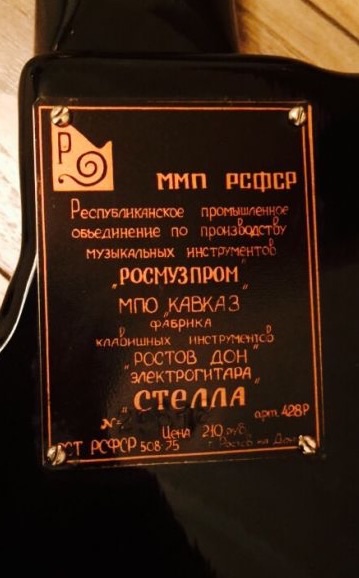 Р
ММП РСФСР
Республиканское промышленное
объединение по производству
музыкальных инструментов
„РОСМУЗПРОМ"
МПО „КАВКАЗ
ФАБРИКА
клавишных инструментов
„РОСТОВ ДОН"
ЭЛЕКТРОГИТАРА
„СТЕЛЛА
№ арт. 428Р
Цена 210 руб.
РСТ РСФСР 508-75 г. Ростов на Дону